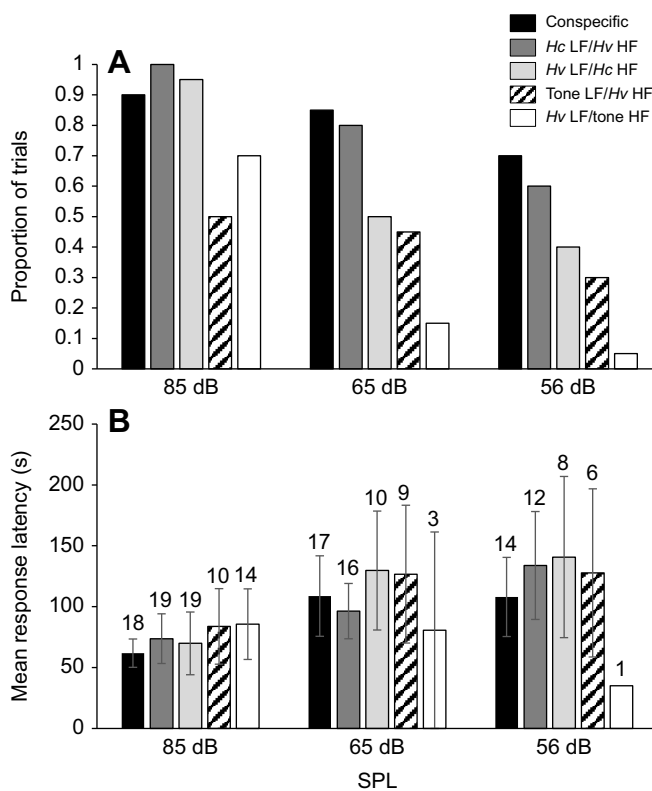 Conspecific
Hc LF/Hv HF
Hv LF/Hc HF
Tone LF/Hv HF
Hv LF/tone HF
A
Proportion of trials
1
0.9
0.8
0.7
0.6
0.5
0.4
0.3
0.2
0.1
0
85 dB 65 dB 56 dB
B
Mean response latency (s)
250
200
150
100
50
0
18 19 19 10 14
17 16 10 9 3
14 12 8 6 1
85 dB 65 dB 56 dB
SPL